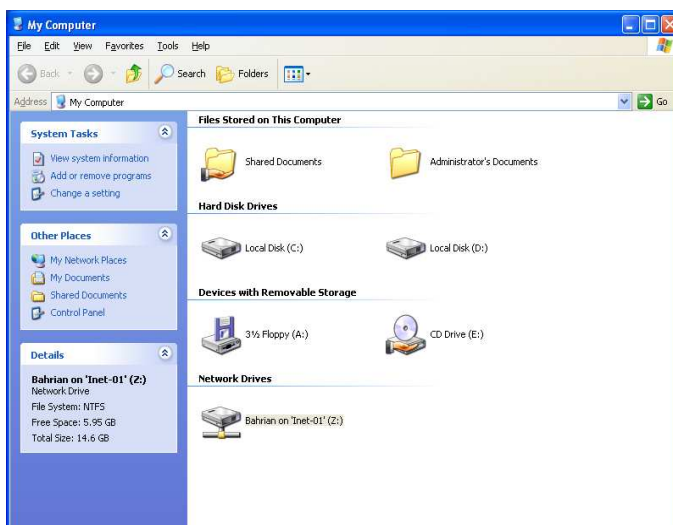 My Computer
File Edit View Favorites Tools Help
Back Search Folders
Address My Computer Go
System Tasks
View system information
Add or remove programs
Change a setting
Other Places
My Network Places
My Documents
Shared Documents
Control Panel
Details
Bahrian on 'Inet-01' (Z:)
Network Drive
File System: NTFS
Free Space: 5.95 GB
Total Size: 14.6 GB
Files Stored on This Computer
Shared Documents Administrator's Documents
Hard Disk Drives
Local Disk (C:) Local Disk (D:)
Devices with Removable Storage
3½ Floppy (A:) CD Drive (E:)
Network Drives
Bahrian on 'Inet-01' (Z:)